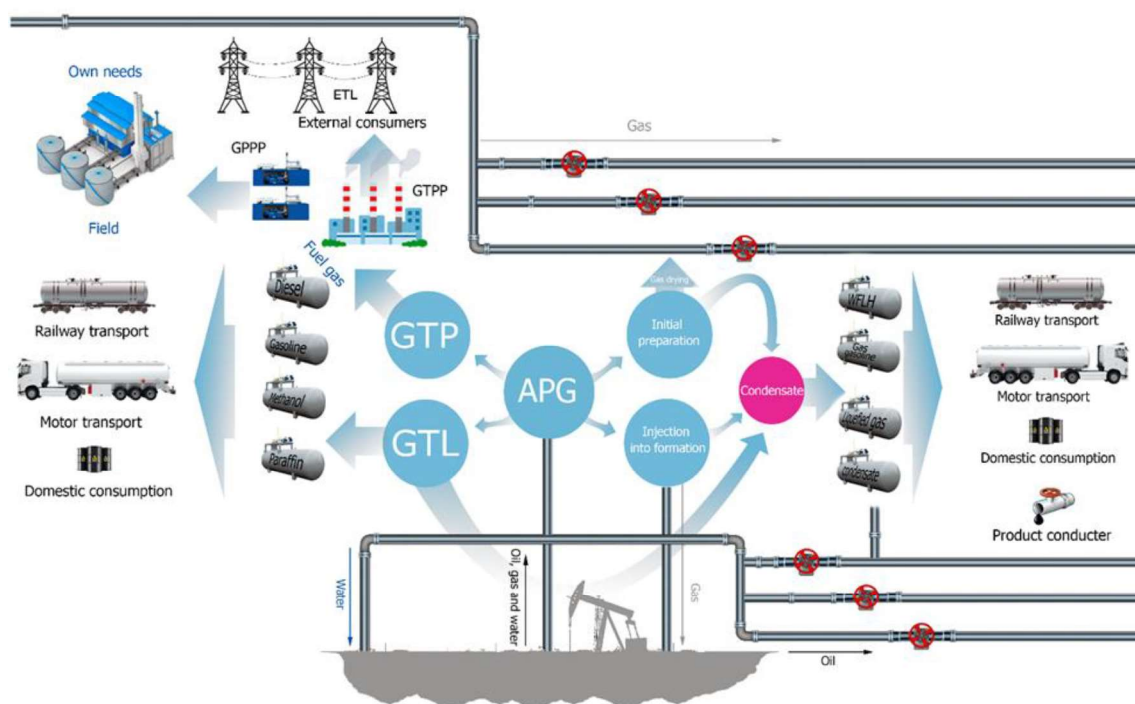 Own needs
ETL
External consumers
GPPP
GTPP
Field
Fuel gas
Gas
Railway transport
Motor transport
Domestic consumption
Diesel
Gasoline
Methanol
Paraffin
GTP
GTL
APG
Gas drying
Initial
preparation
Injection
into formation
Condensate
WFLH
Gas
gasoline
Liquefied gas
condensate
Railway transport
Motor transport
Domestic consumption
Product conducter
Water
Oil, gas and water
Gas
Oil